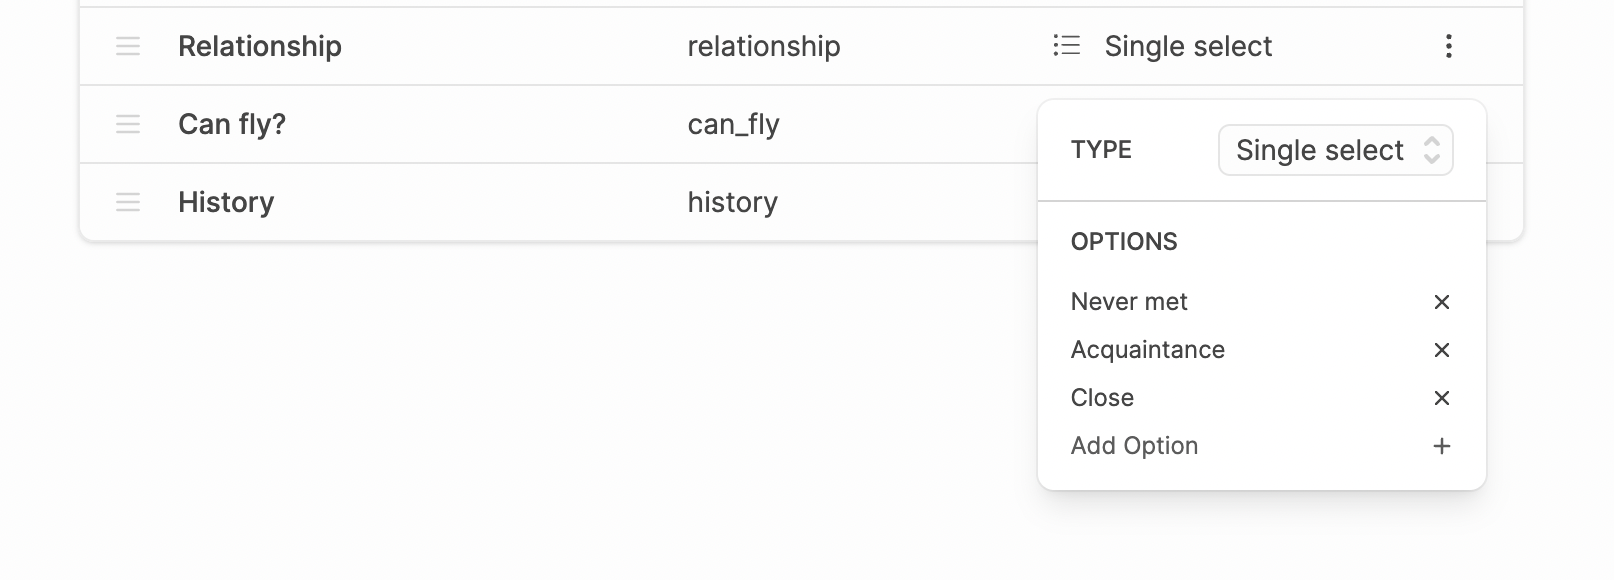 Relationship relationship Single select
Can fly? can_fly
TYPE Single select
History history
OPTIONS
Never met
Acquaintance
Close
Add Option